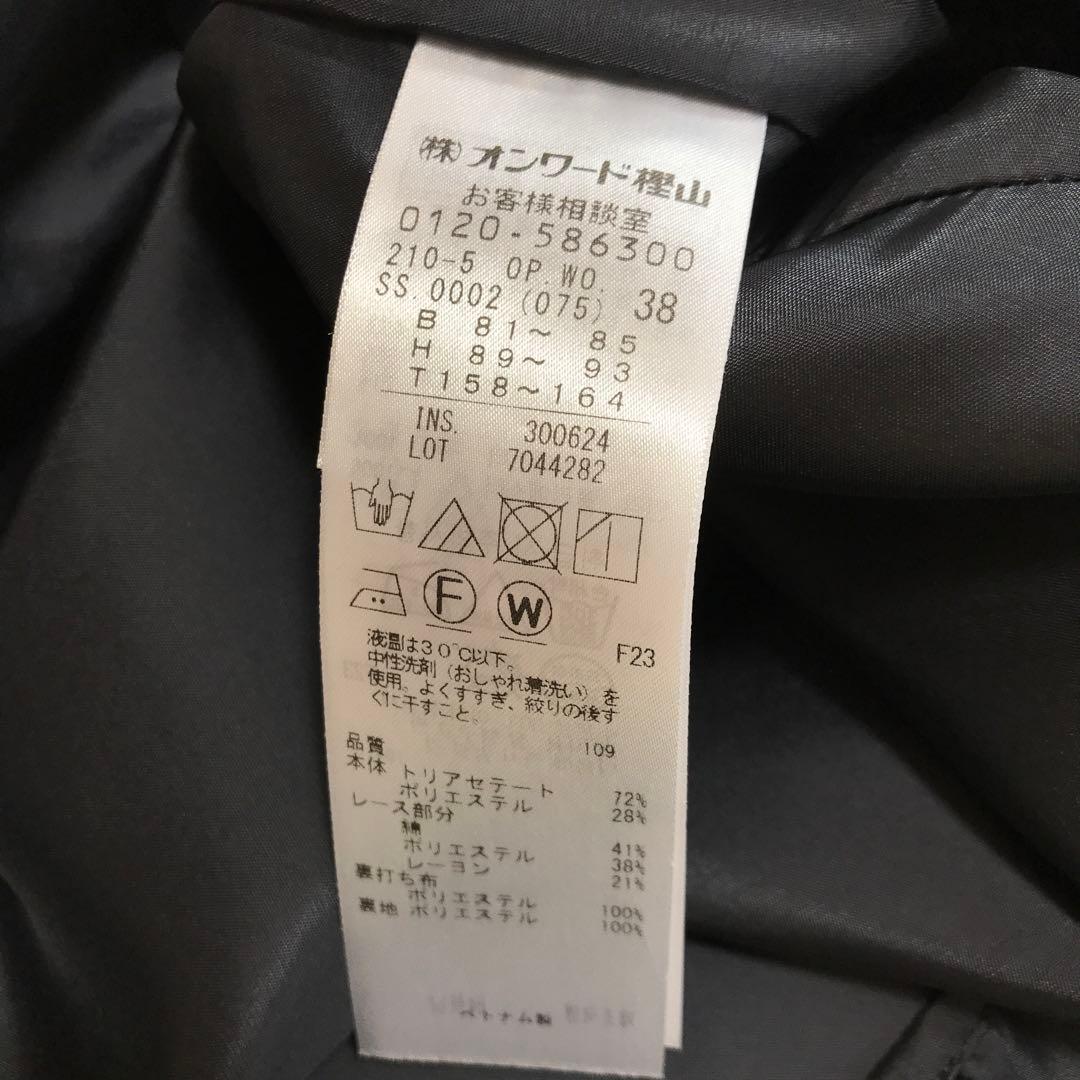 (株)オンワード樫山
お客様相談室
0120-586300
210-5 OP.WO. 38
SS.0002 (075)
B 81～ 85
H 89～ 93
T158～164
INS. 300624
LOT 7044282
F W
F23
液温は30℃以下。
中性洗剤（おしゃれ着洗い）を
使用。よくすすぎ、絞りの後す
ぐに干すこと。
品質 109
本体 トリアセテート 72%
ポリエステル 28%
レース部分
綿 41%
ポリエステル 38%
レーヨン 21%
裏打ち布
ポリエステル 100%
裏地 ポリエステル 100%
ベトナム製